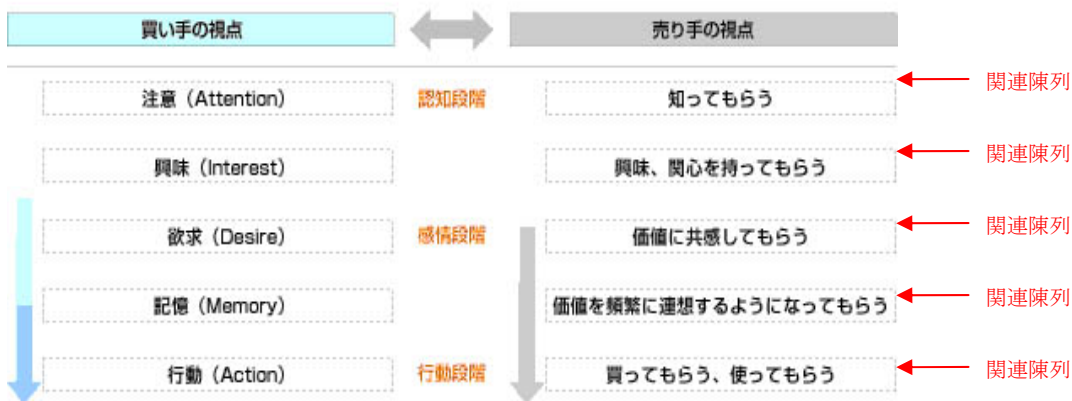 買い手の視点
売り手の視点
注意（Attention）
認知段階
知ってもらう
関連陳列
興味（Interest）
興味、関心を持ってもらう
関連陳列
欲求（Desire）
感情段階
価値に共感してもらう
関連陳列
記憶（Memory）
価値を頻繁に連想するようになってもらう
関連陳列
行動（Action）
行動段階
買ってもらう、使ってもらう
関連陳列